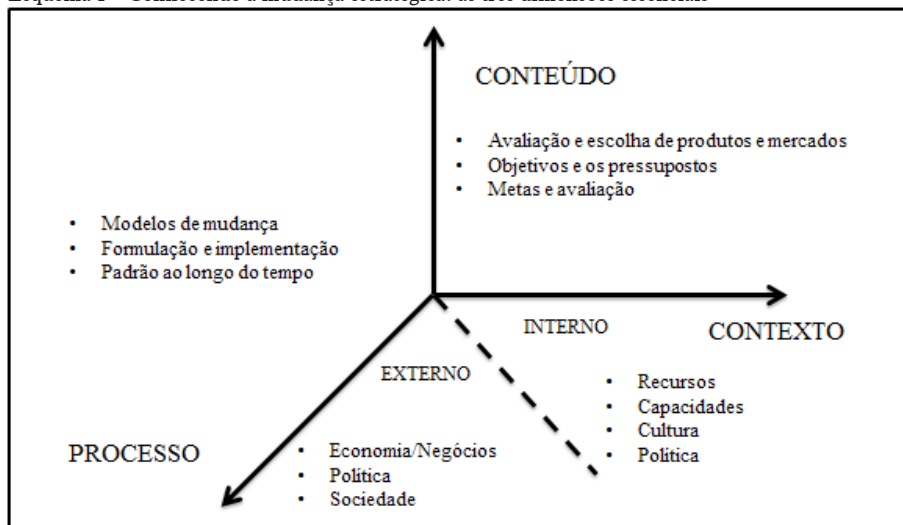 CONTEÚDO
• Avaliação e escolha de produtos e mercados
• Objetivos e os pressupostos
• Metas e avaliação
• Modelos de mudança
• Formulação e implementação
• Padrão ao longo do tempo
INTERNO
CONTEXTO
EXTERNO
• Recursos
• Capacidades
• Cultura
• Política
PROCESSO
• Economia/Negócios
• Política
• Sociedade